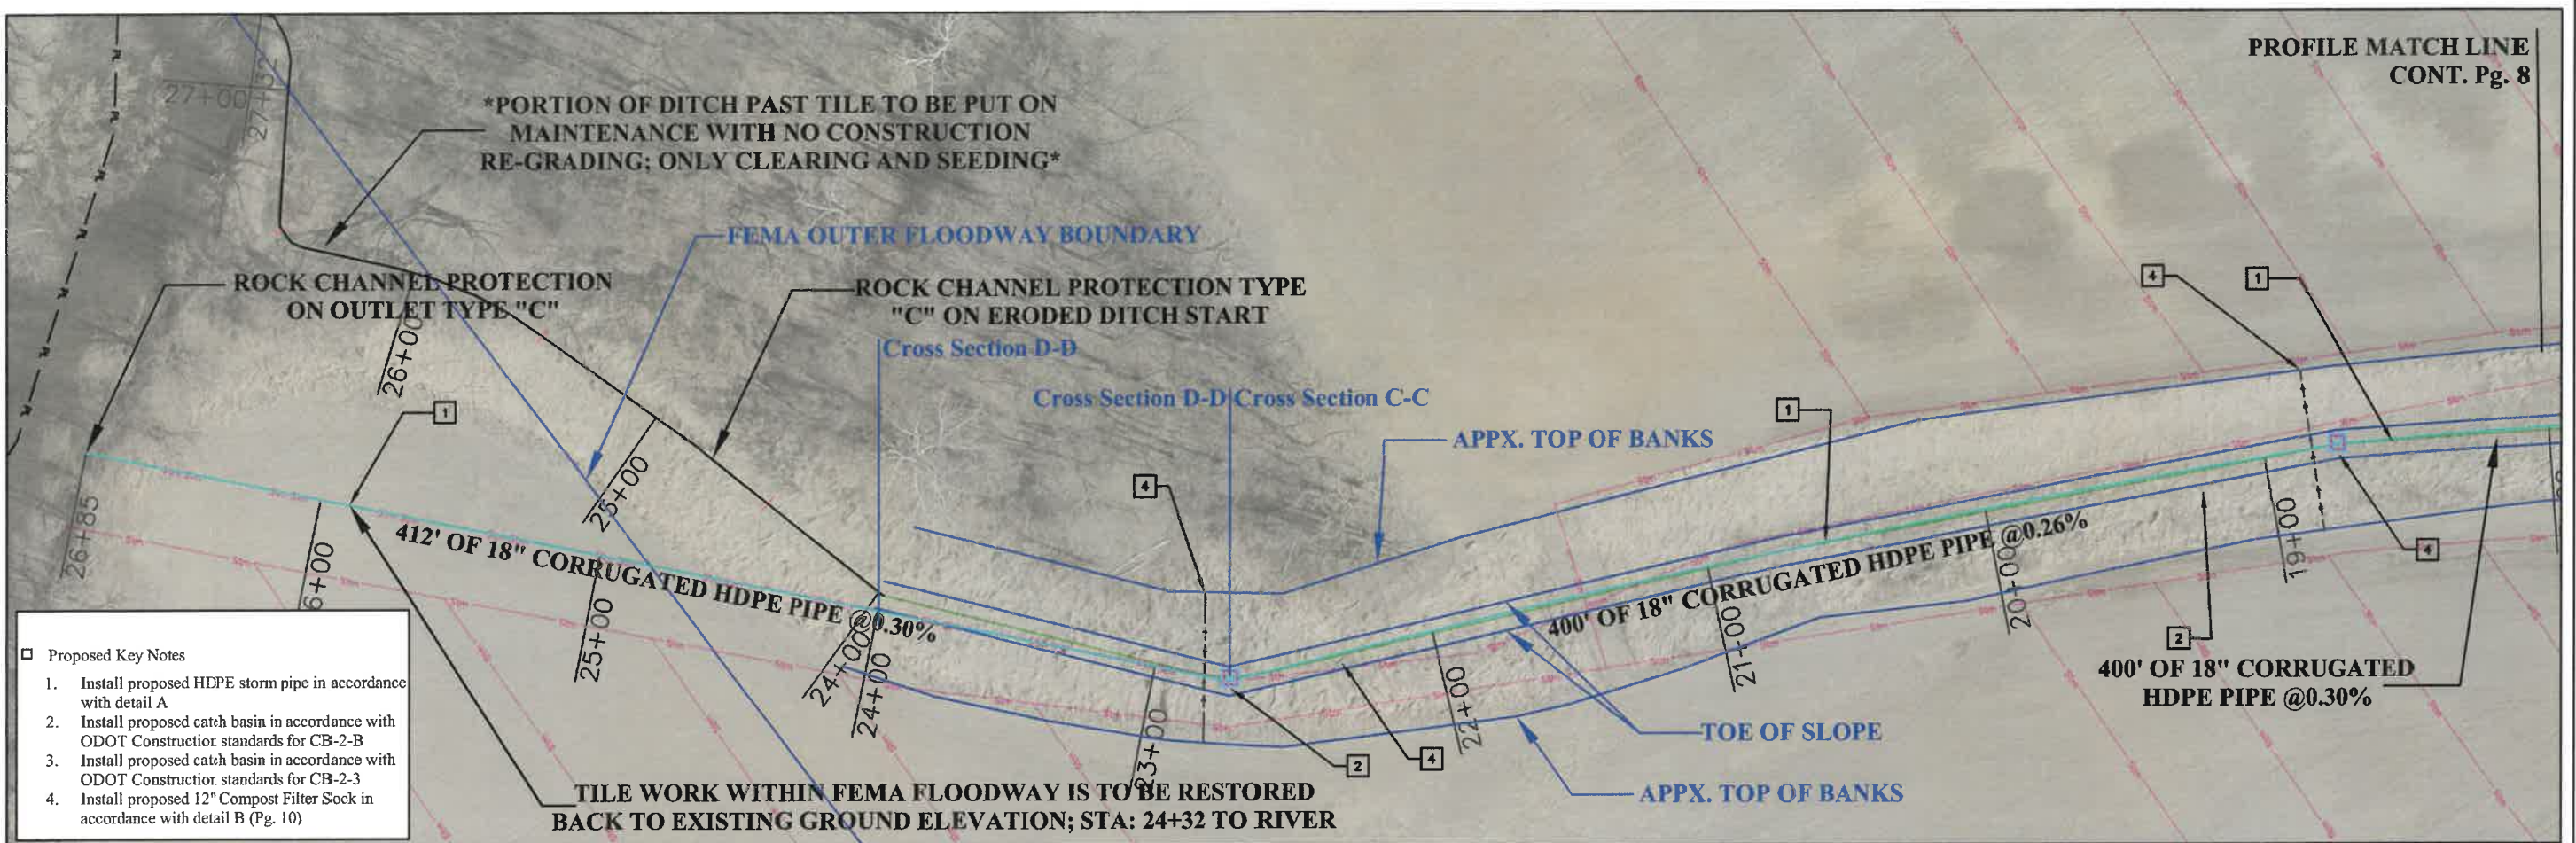 PROFILE MATCH LINE
CONT. Pg. 8
27+00
27+32
*PORTION OF DITCH PAST TILE TO BE PUT ON
MAINTENANCE WITH NO CONSTRUCTION
RE-GRADING; ONLY CLEARING AND SEEDING*
FEMA OUTER FLOODWAY BOUNDARY
ROCK CHANNEL PROTECTION
ON OUTLET TYPE "C"
ROCK CHANNEL PROTECTION TYPE
"C" ON ERODED DITCH START
Cross Section D-D
Cross Section D-D
Cross Section C-C
APPX. TOP OF BANKS
4
1
1
1
4
26+00
25+00
26+85
6+00
25+00
24+00
24+00
23+00
22+00
21+00
20+00
19+00
412' OF 18" CORRUGATED HDPE PIPE @0.30%
400' OF 18" CORRUGATED HDPE PIPE @0.26%
4
2
400' OF 18" CORRUGATED
HDPE PIPE @0.30%
TOE OF SLOPE
2
4
APPX. TOP OF BANKS
TILE WORK WITHIN FEMA FLOODWAY IS TO BE RESTORED
BACK TO EXISTING GROUND ELEVATION; STA: 24+32 TO RIVER
Proposed Key Notes
1. Install proposed HDPE storm pipe in accordance
with detail A
2. Install proposed catch basin in accordance with
ODOT Construction standards for CB-2-B
3. Install proposed catch basin in accordance with
ODOT Construction standards for CB-2-3
4. Install proposed 12" Compost Filter Sock in
accordance with detail B (Pg. 10)